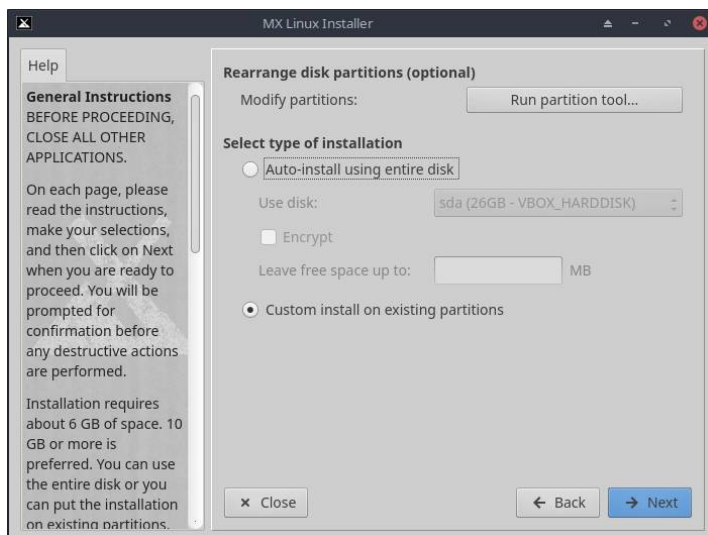 MX Linux Installer
Help
General Instructions
BEFORE PROCEEDING,
CLOSE ALL OTHER
APPLICATIONS.
On each page, please
read the instructions,
make your selections,
and then click on Next
when you are ready to
proceed. You will be
prompted for
confirmation before
any destructive actions
are performed.
Installation requires
about 6 GB of space. 10
GB or more is
preferred. You can use
the entire disk or you
can put the installation
on existing partitions.
Rearrange disk partitions (optional)
Modify partitions: Run partition tool...
Select type of installation
Auto-install using entire disk
Use disk: sda (26GB - VBOX_HARDDISK)
Encrypt
Leave free space up to: MB
Custom install on existing partitions
Close Back Next